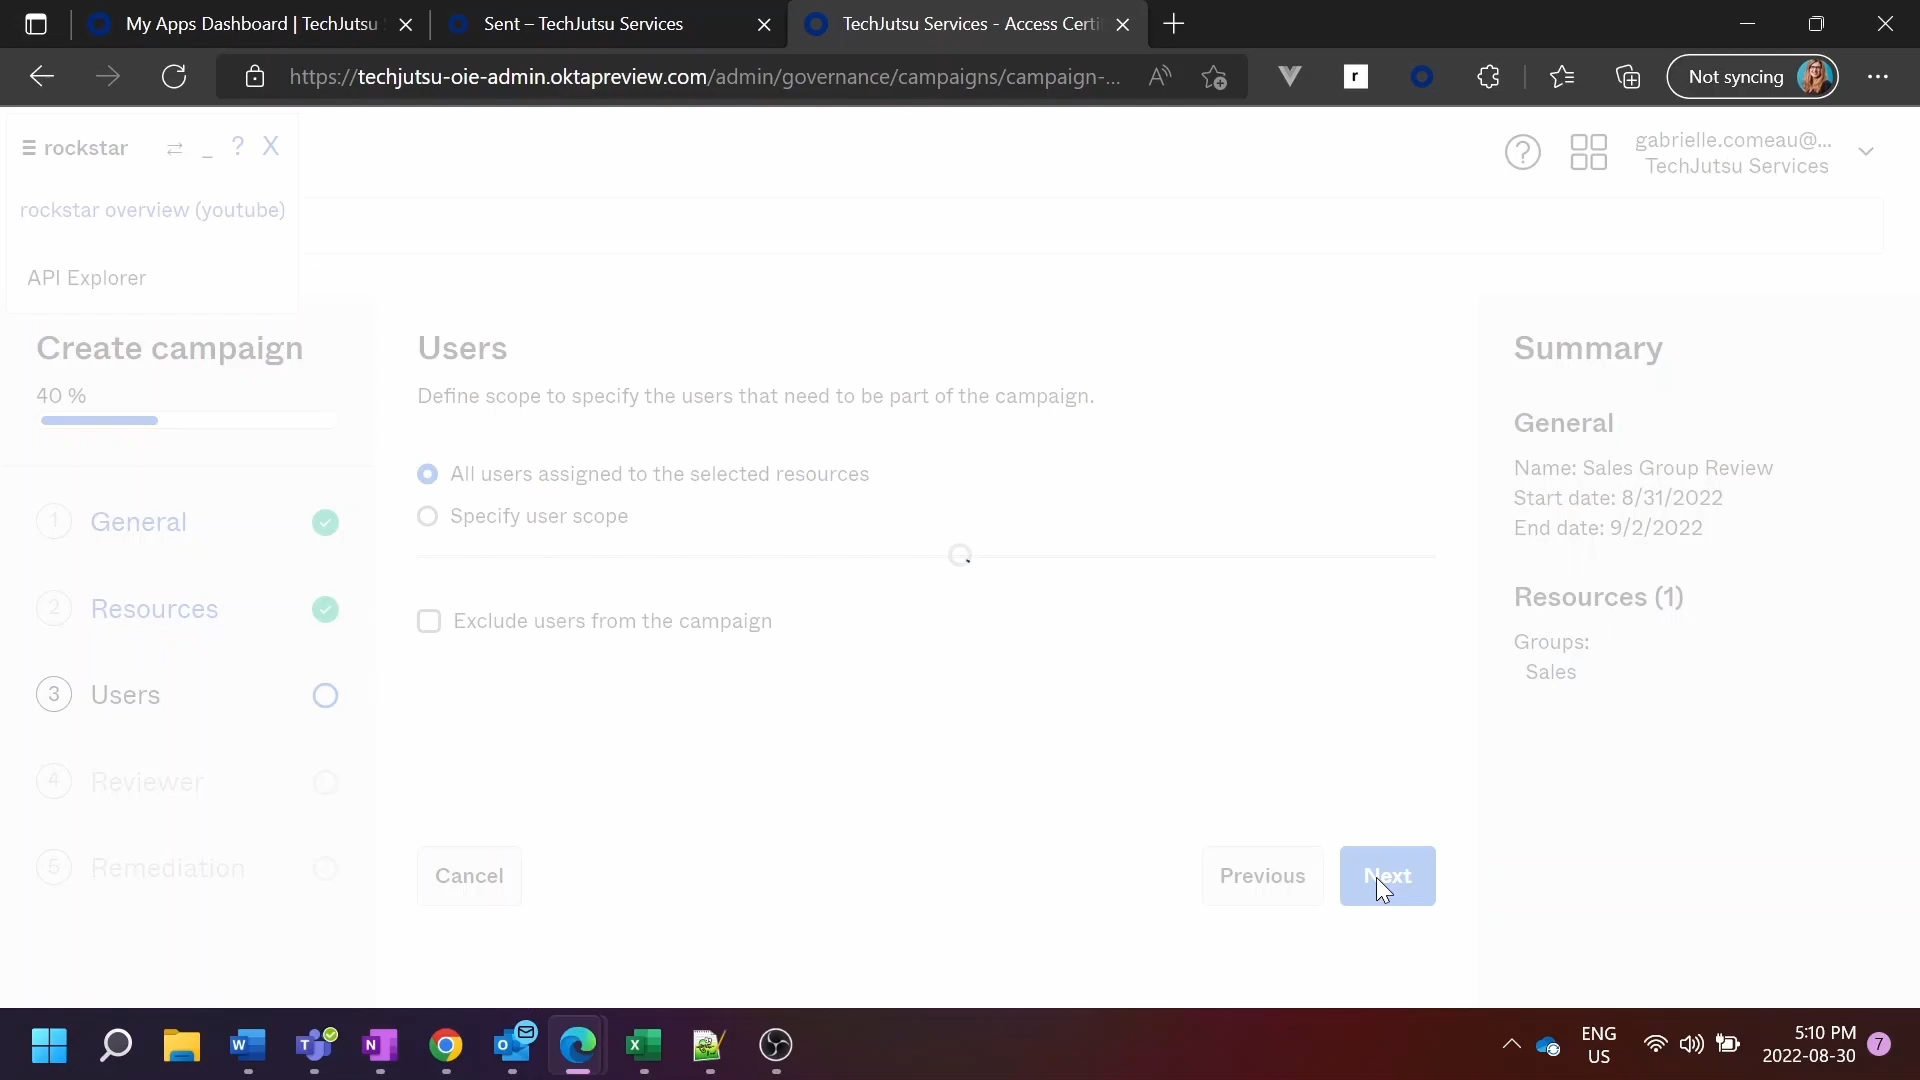 My Apps Dashboard | TechJutsu
Sent – TechJutsu Services
TechJutsu Services - Access Certi
https://techjutsu-oie-admin.oktapreview.com/admin/governance/campaigns/campaign-...
Not syncing
rockstar
?
X
rockstar overview (youtube)
API Explorer
gabrielle.comeau@...
TechJutsu Services
Create campaign
40 %
1 General
2 Resources
3 Users
4 Reviewer
5 Remediation
Users
Define scope to specify the users that need to be part of the campaign.
All users assigned to the selected resources
Specify user scope
Exclude users from the campaign
Cancel
Previous
Next
Summary
General
Name: Sales Group Review
Start date: 8/31/2022
End date: 9/2/2022
Resources (1)
Groups:
Sales
ENG
US
5:10 PM
2022-08-30
7